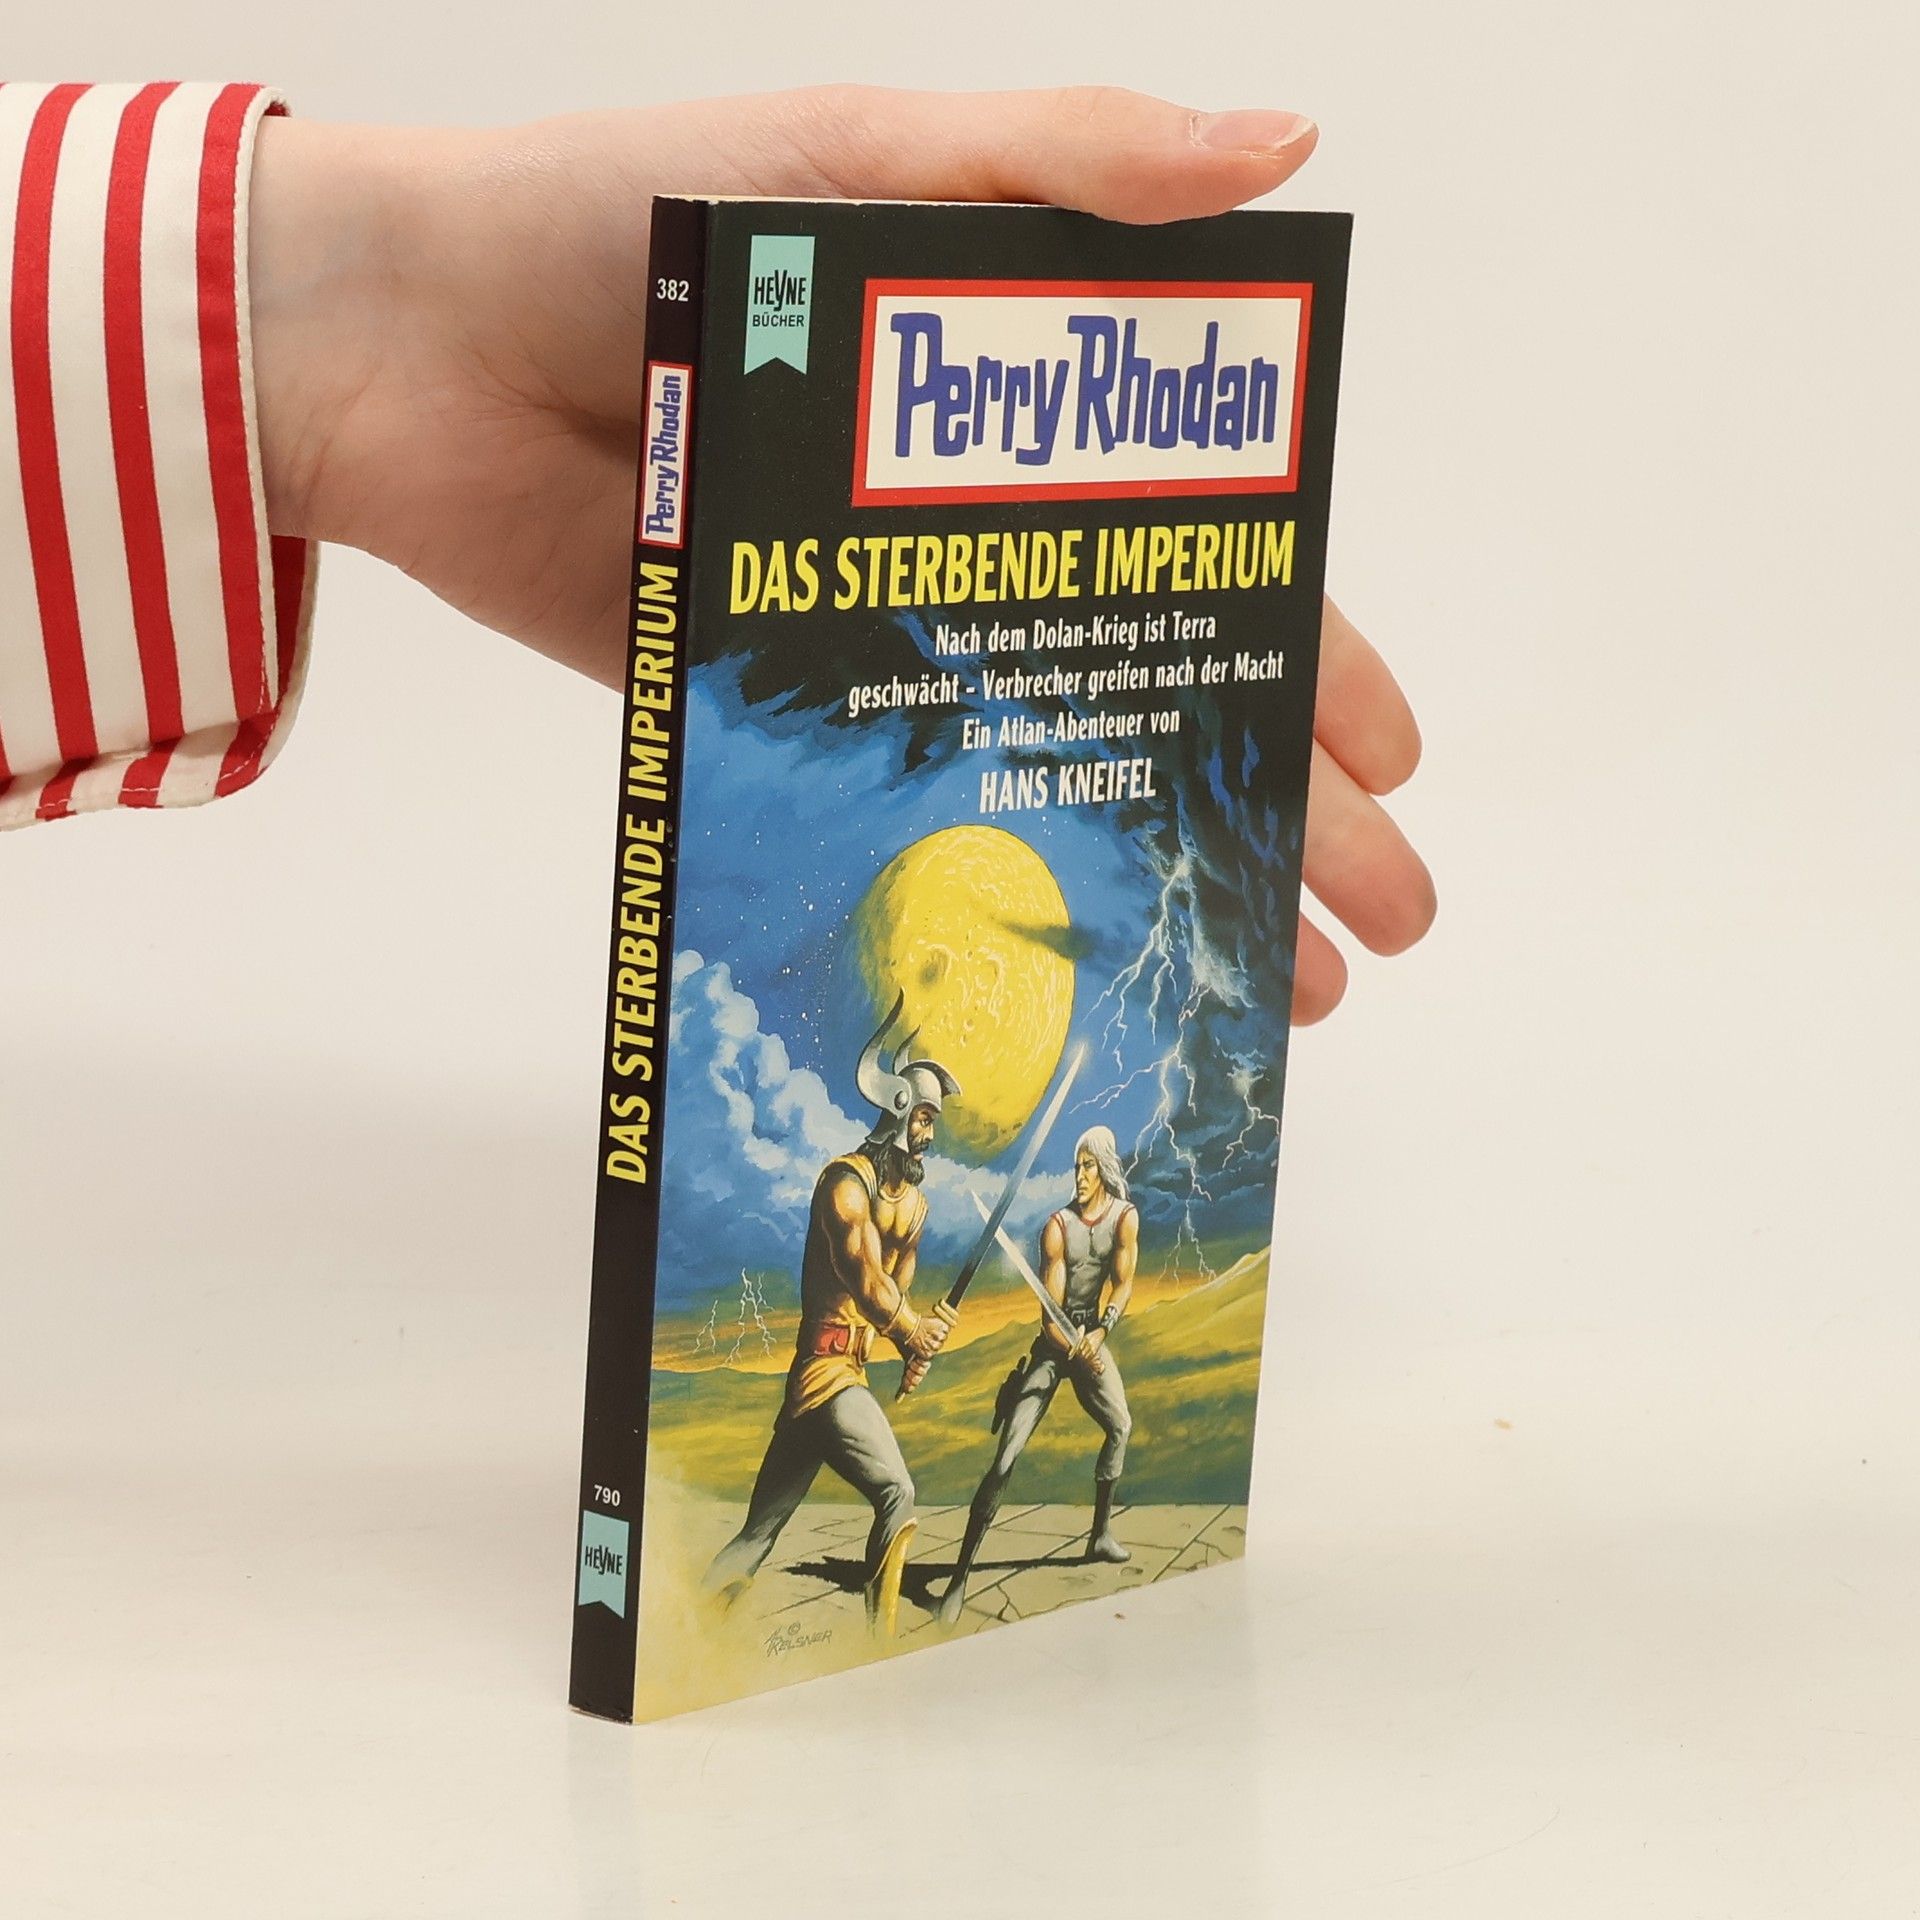 382
Perry Rhodan
DAS STERBENDE IMPERIUM
790
HEYNE
HEYNE
BÜCHER
Perry Rhodan
DAS STERBENDE IMPERIUM
Nach dem Dolan-Krieg ist Terra
geschwächt – Verbrecher greifen nach der Macht
Ein Atlan-Abenteuer von
HANS KNEIFEL
©
KELSNER